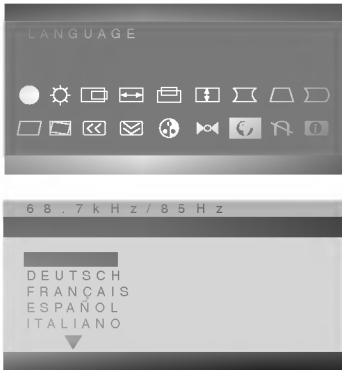 LANGUAGE
68.7kHz/85Hz
DEUTSCH
FRANÇAIS
ESPAÑOL
ITALIANO